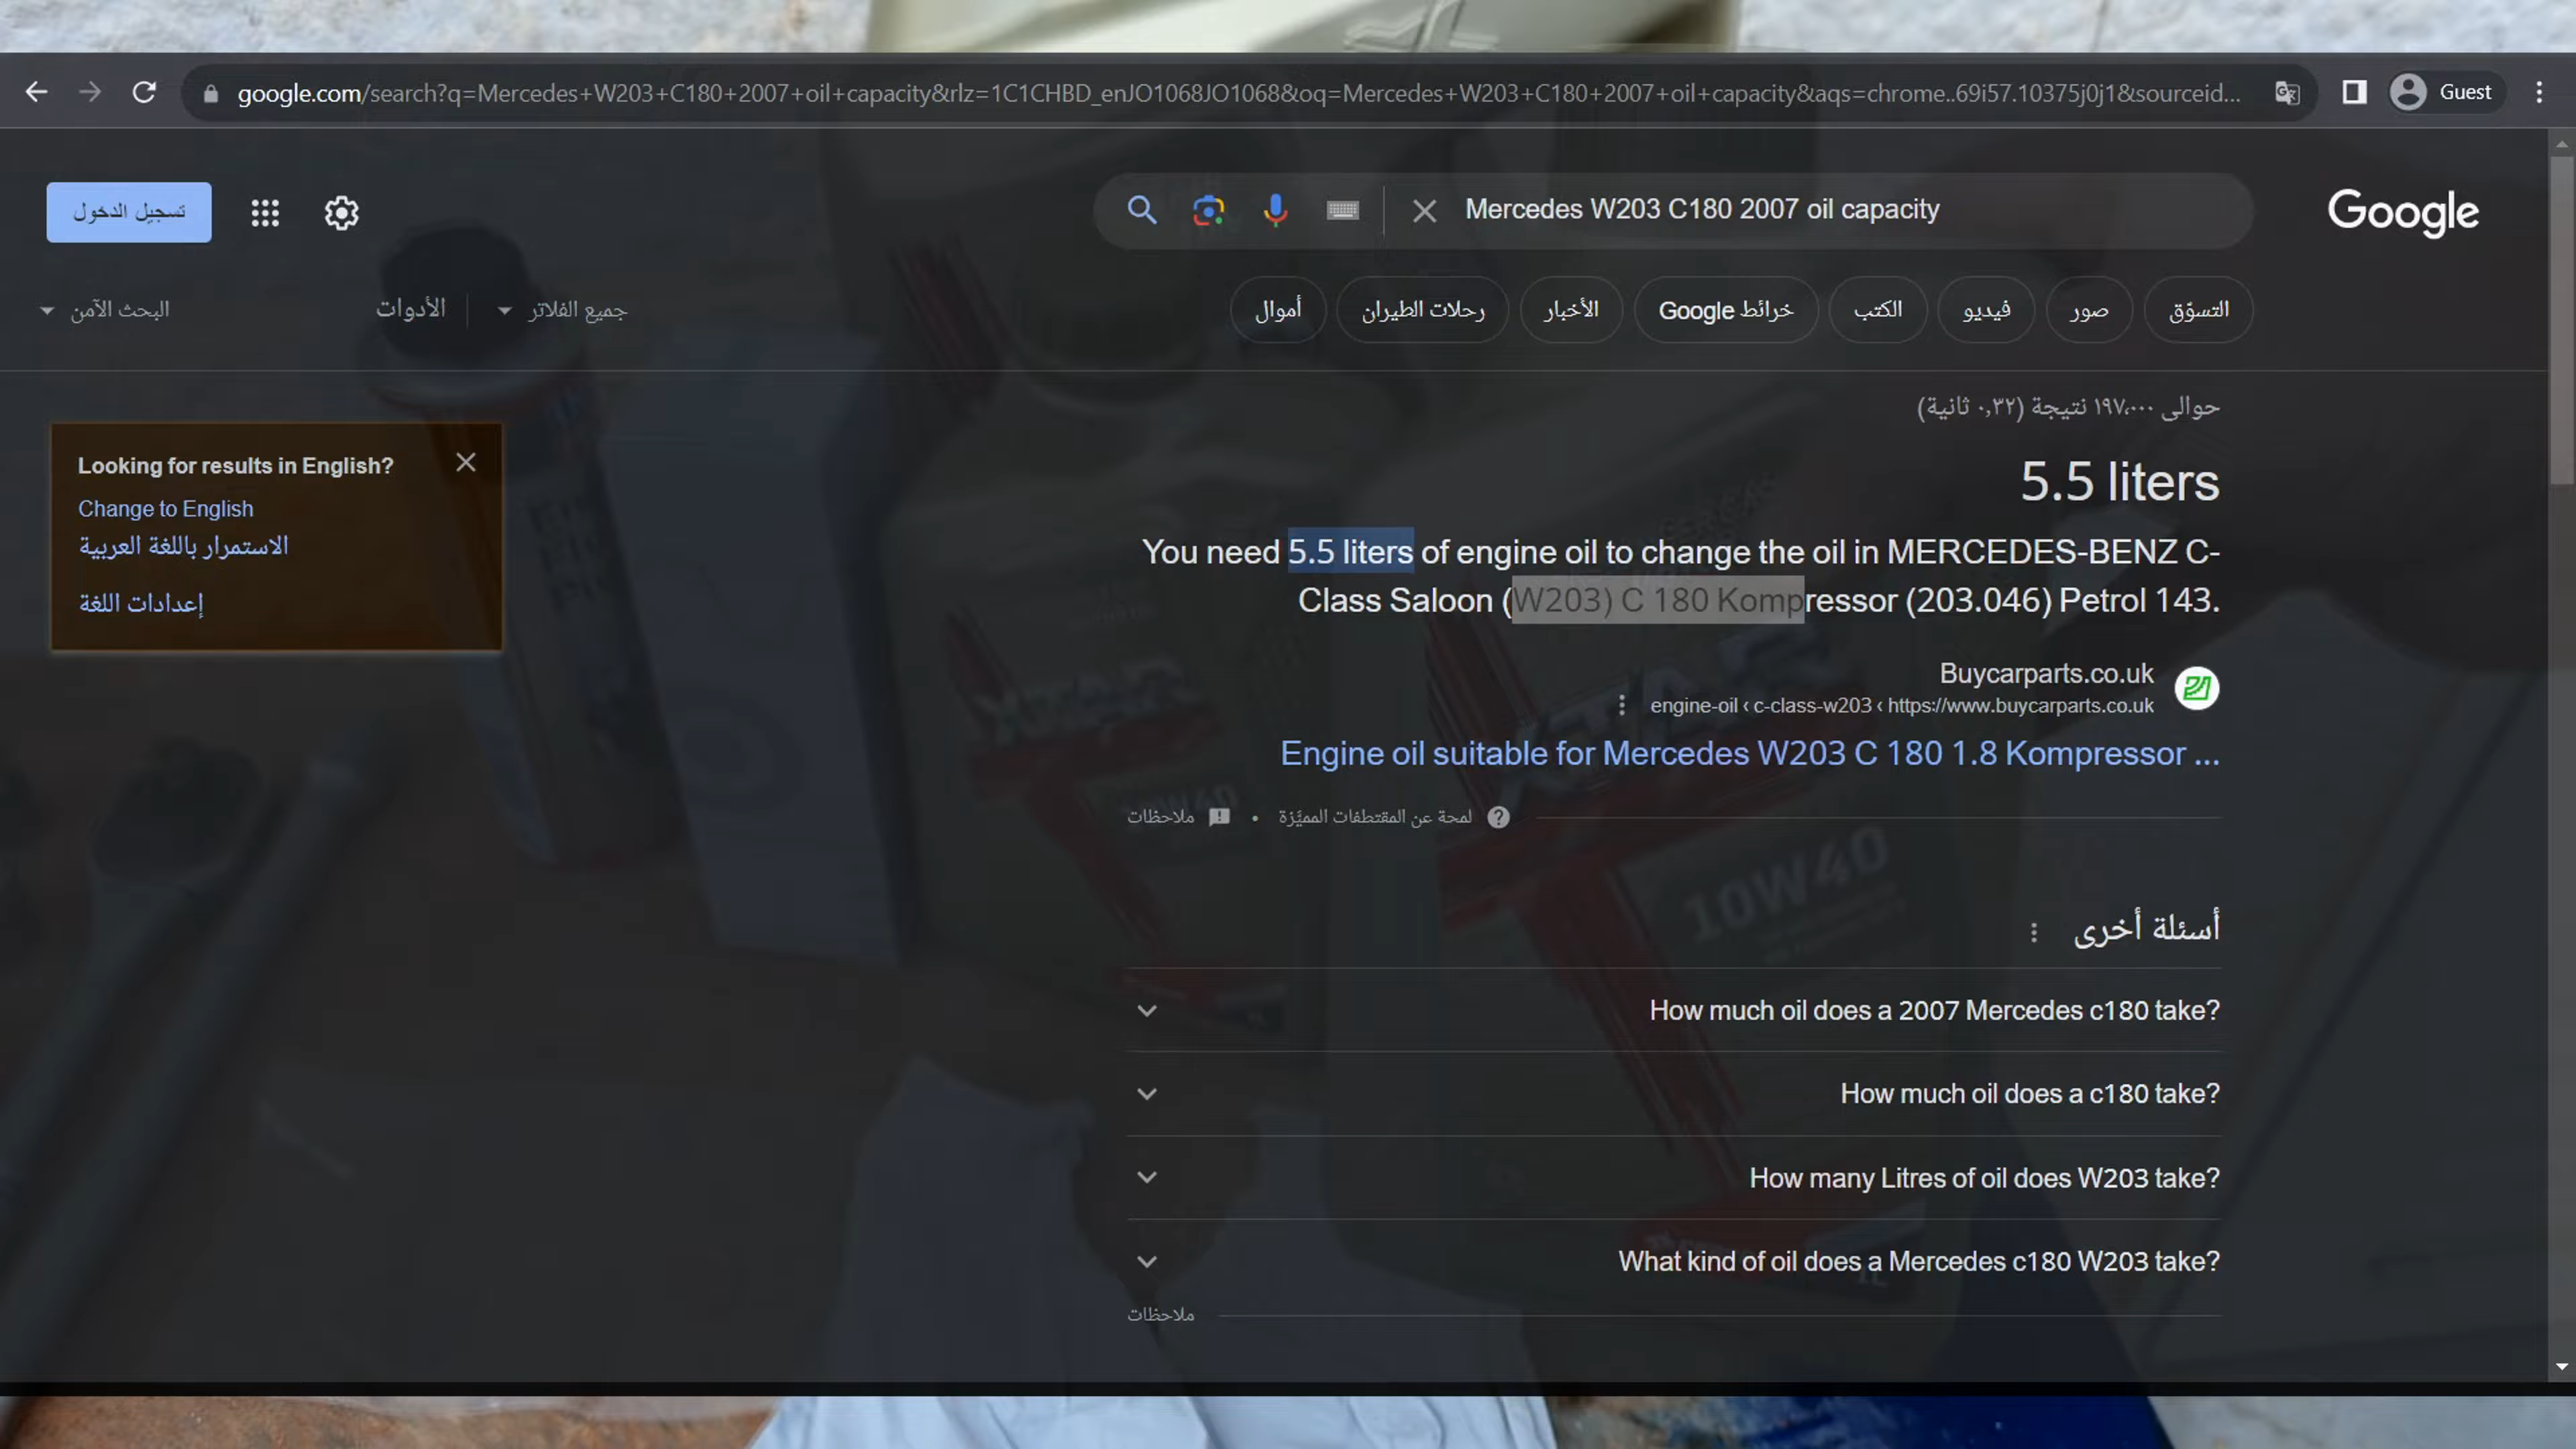 google.com/search?q=Mercedes+W203+C180+2007+oil+capacity&rlz=1C1CHBD_enJO1068JO1068&oq=Mercedes+W203+C180+2007+oil+capacity&aqs=chrome..69i57.10375j0j1&sourceid...
Guest
تسجيل الدخول
Mercedes W203 C180 2007 oil capacity
Google
التسوّق
صور
فيديو
الكتب
خرائط Google
الأخبار
رحلات الطيران
أموال
جميع الفلاتر
الأدوات
البحث الآمن
حوالى ١٩٧٬٠٠٠ نتيجة (٠٫٣٢ ثانية)
Looking for results in English?
Change to English
الاستمرار باللغة العربية
إعدادات اللغة
5.5 liters
You need 5.5 liters of engine oil to change the oil in MERCEDES-BENZ C-
Class Saloon (W203) C 180 Kompressor (203.046) Petrol 143.
Buycarparts.co.uk
engine-oil ‹ c-class-w203 ‹ https://www.buycarparts.co.uk
Engine oil suitable for Mercedes W203 C 180 1.8 Kompressor ...
لمحة عن المقتطفات المميَّزة • ملاحظات
XTAR
10W40
XTAR
10W40
أسئلة أخرى
How much oil does a 2007 Mercedes c180 take?
How much oil does a c180 take?
How many Litres of oil does W203 take?
What kind of oil does a Mercedes c180 W203 take?
ملاحظات